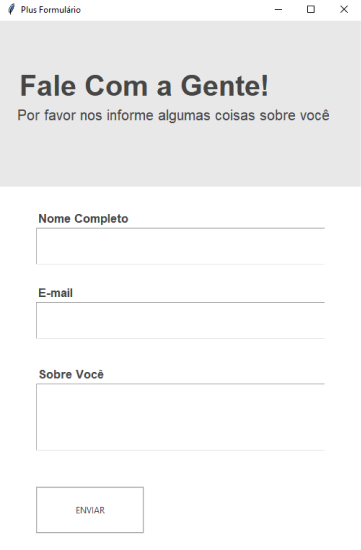 Plus Formulário
Fale Com a Gente!
Por favor nos informe algumas coisas sobre você
Nome Completo
E-mail
Sobre Você
ENVIAR